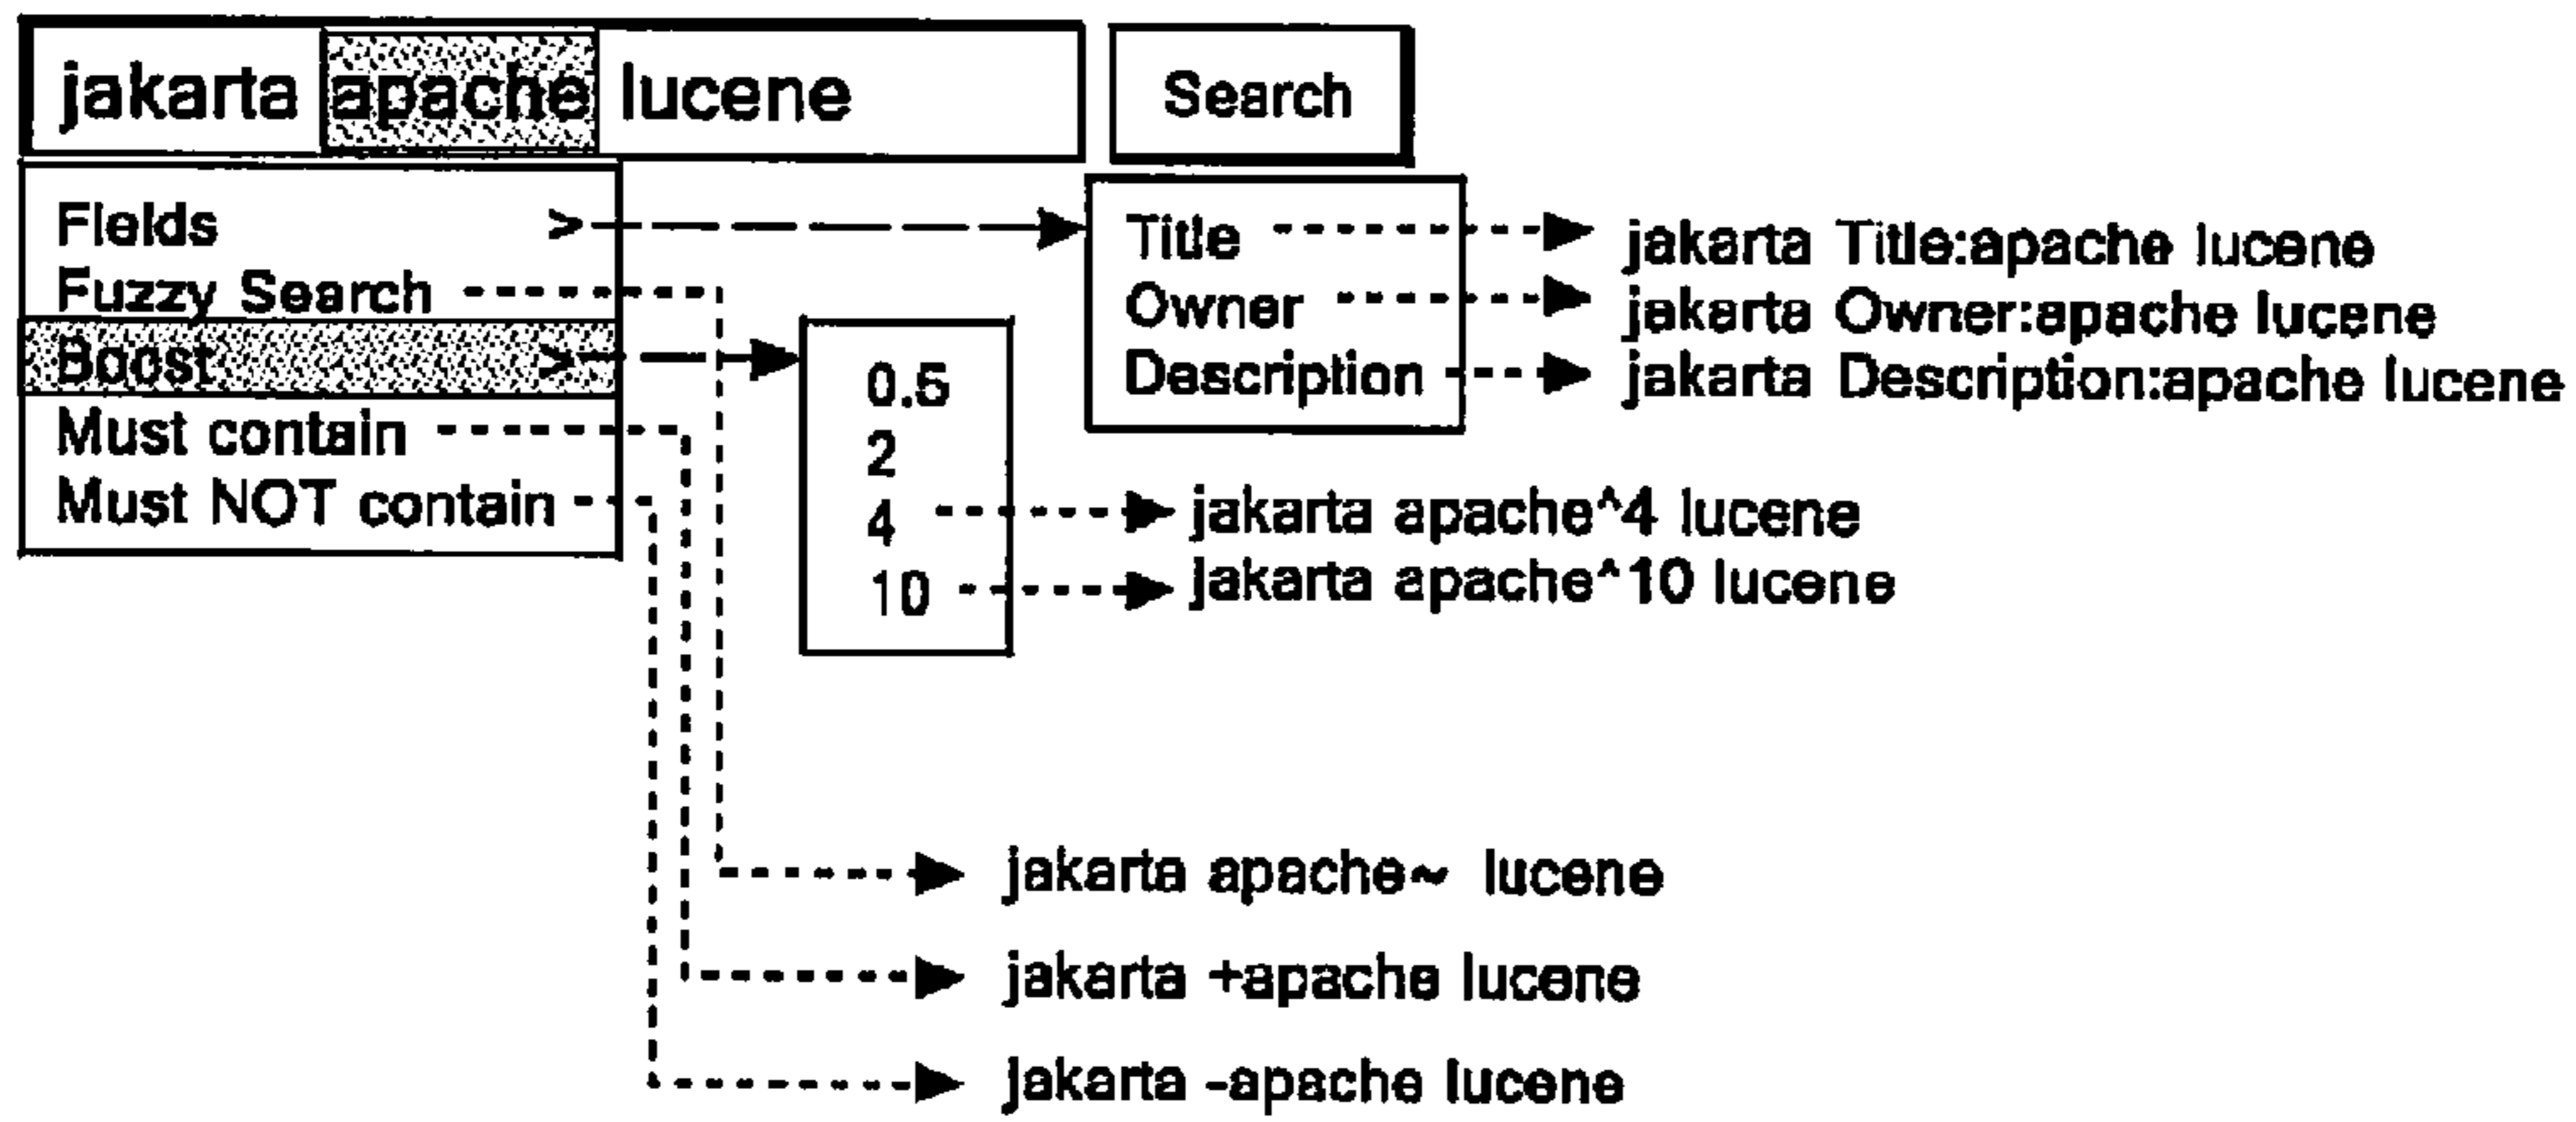 jakarta apache lucene
Search
Fields >
Fuzzy Search
Boost >
Must contain
Must NOT contain
Title
Owner
Description
jakarta Title:apache lucene
jakarta Owner:apache lucene
jakarta Description:apache lucene
0.5
2
4
10
jakarta apache^4 lucene
jakarta apache^10 lucene
jakarta apache~ lucene
jakarta +apache lucene
jakarta -apache lucene